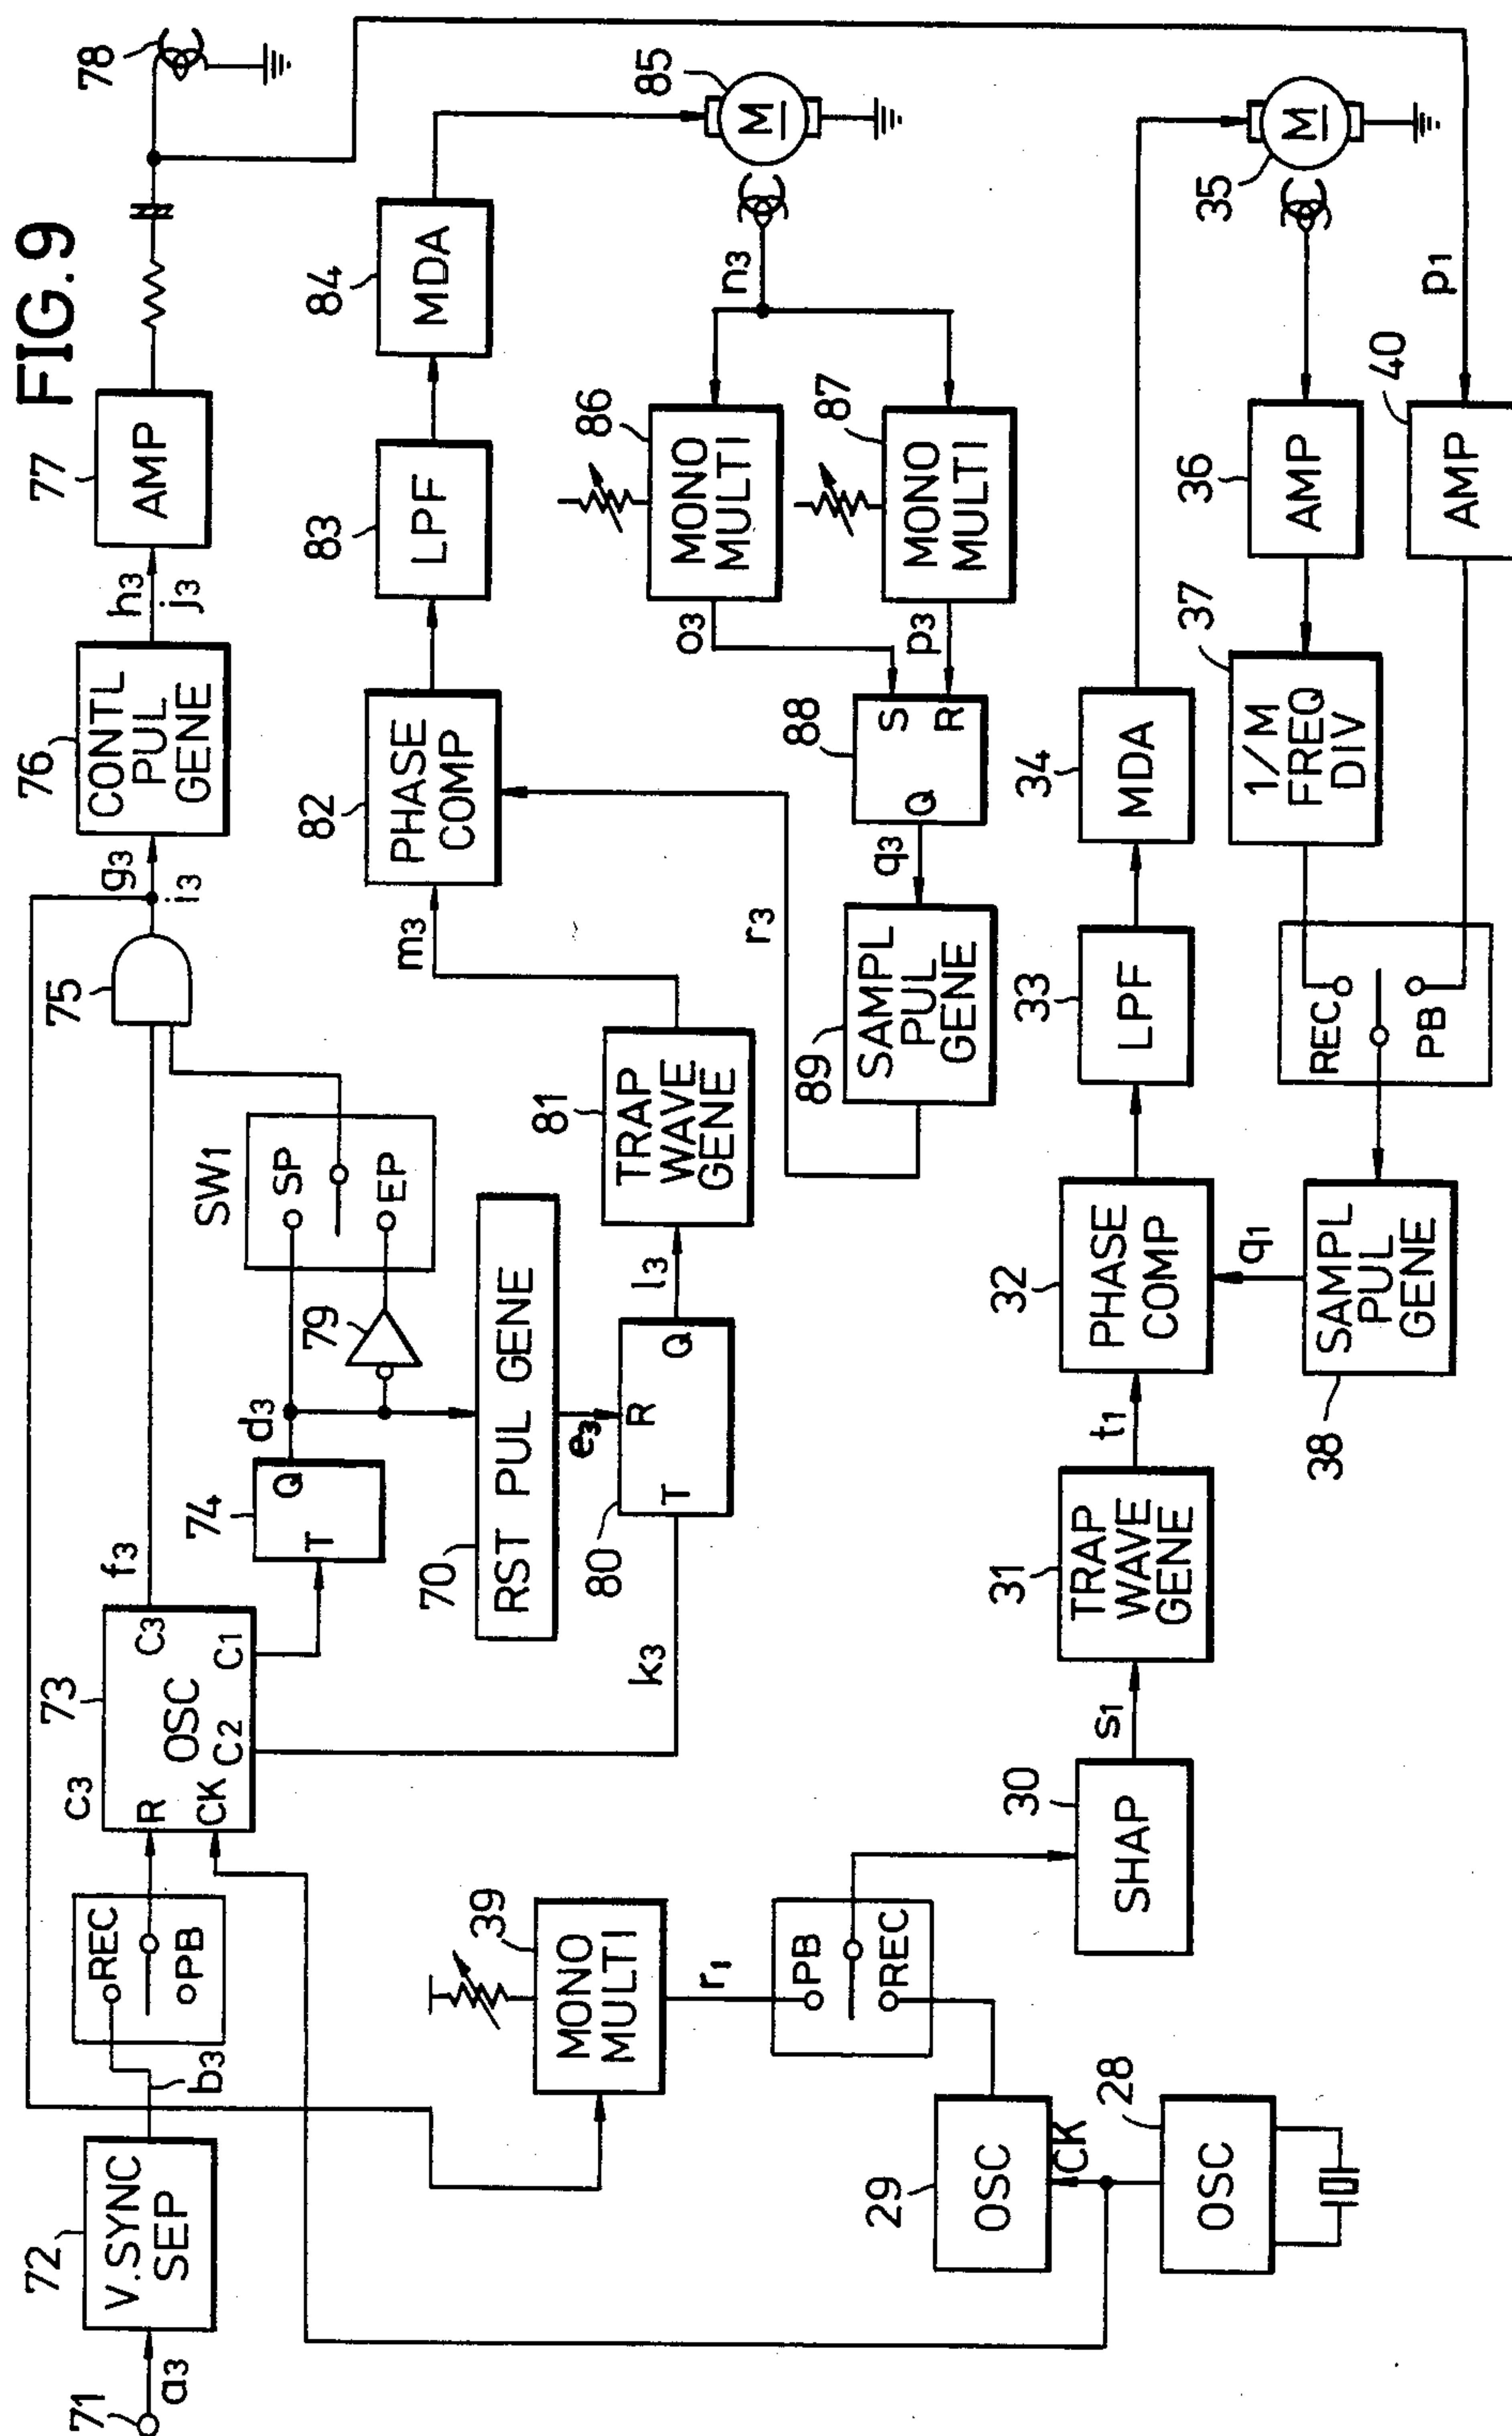 FIG. 9
71
a3
72
V.SYNC
SEP
b3
REC
PB
c3
73
R
OSC
CK
C3
C2
C1
f3
75
g3
i3
76
CONTL
PUL
GENE
h3
j3
77
AMP
78
74
T
Q
d3
SW1
SP
EP
79
70
RST PUL GENE
e3
k3
80
T
R
Q
l3
81
TRAP
WAVE
GENE
m3
82
PHASE
COMP
83
LPF
84
MDA
85
M
n3
86
MONO
MULTI
87
MONO
MULTI
o3
p3
88
S
R
Q
q3
89
SAMPL
PUL
GENE
r3
39
MONO
MULTI
r1
PB
REC
29
OSC
CK
28
OSC
30
SHAP
s1
31
TRAP
WAVE
GENE
t1
32
PHASE
COMP
33
LPF
34
MDA
35
M
36
AMP
37
1/M
FREQ
DIV
REC
PB
38
SAMPL
PUL
GENE
q1
40
AMP
p1